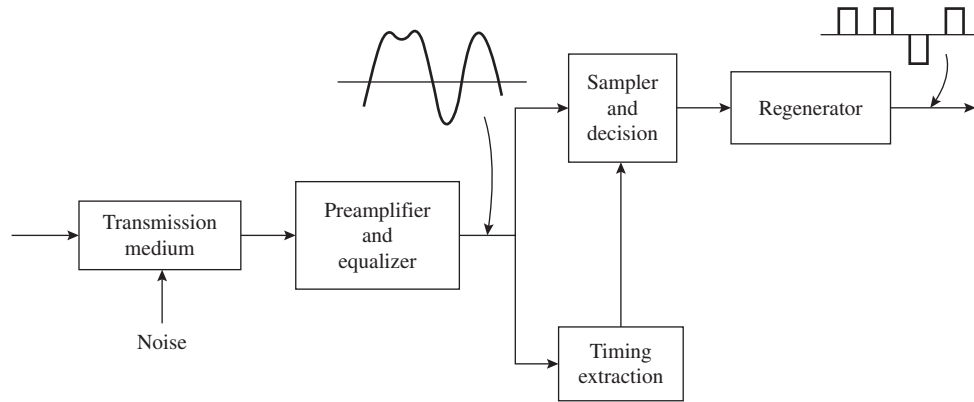 Sampler
and
decision
Regenerator
Transmission
medium
Preamplifier
and
equalizer
Noise
Timing
extraction